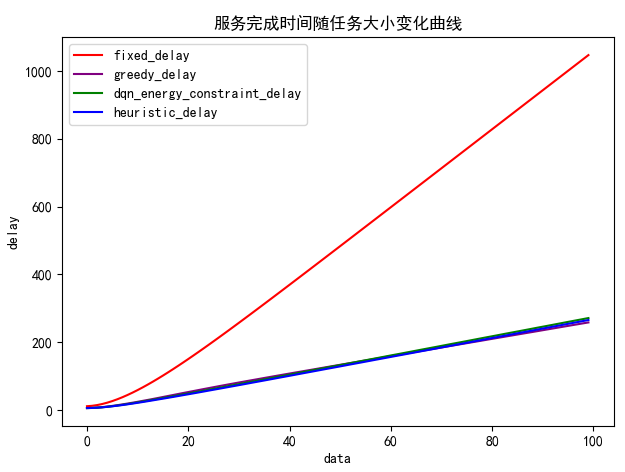 服务完成时间随任务大小变化曲线
fixed_delay
greedy_delay
dqn_energy_constraint_delay
heuristic_delay
1000
800
600
400
200
0
delay
0 20 40 60 80 100
data